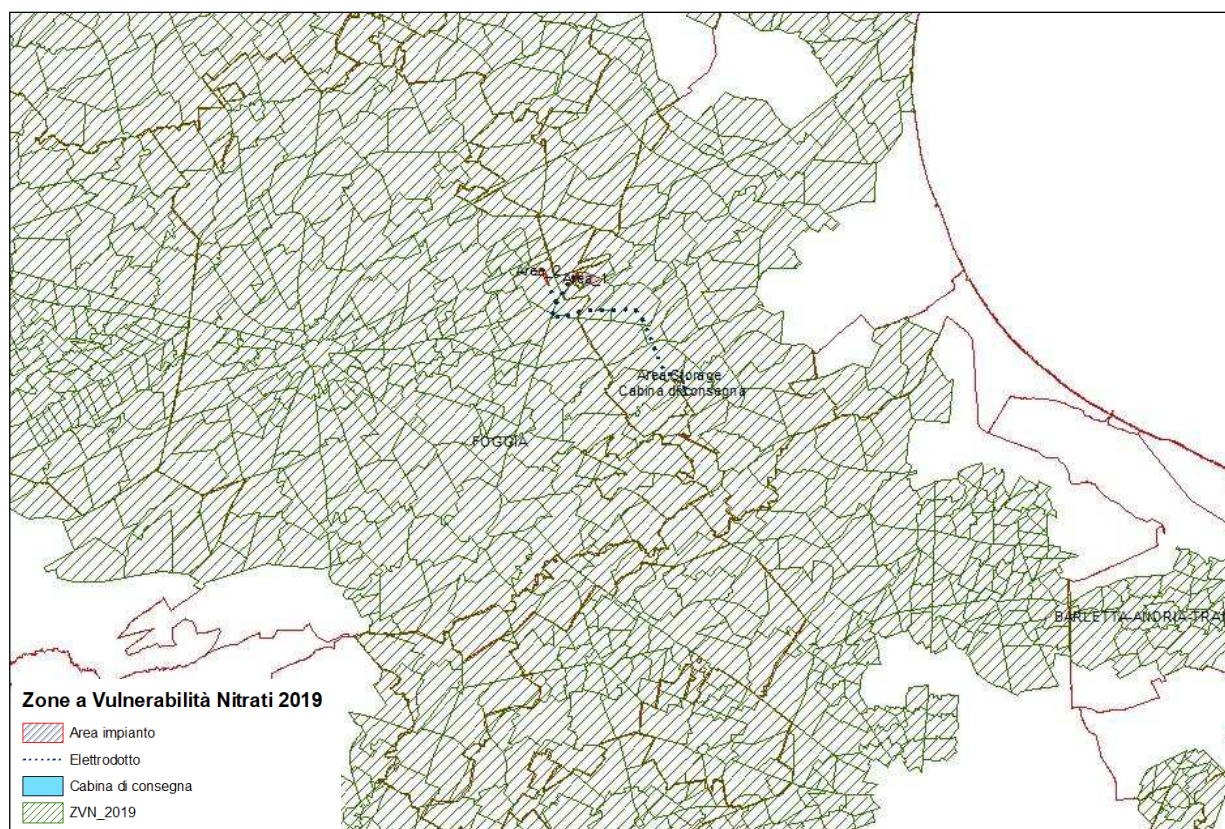 Area_2
Area_1
Area Storage
Cabina di consegna
FOGGIA
BARLETTA-ANDRIA-TRA
Zone a Vulnerabilità Nitrati 2019
Area impianto
Elettrodotto
Cabina di consegna
ZVN_2019